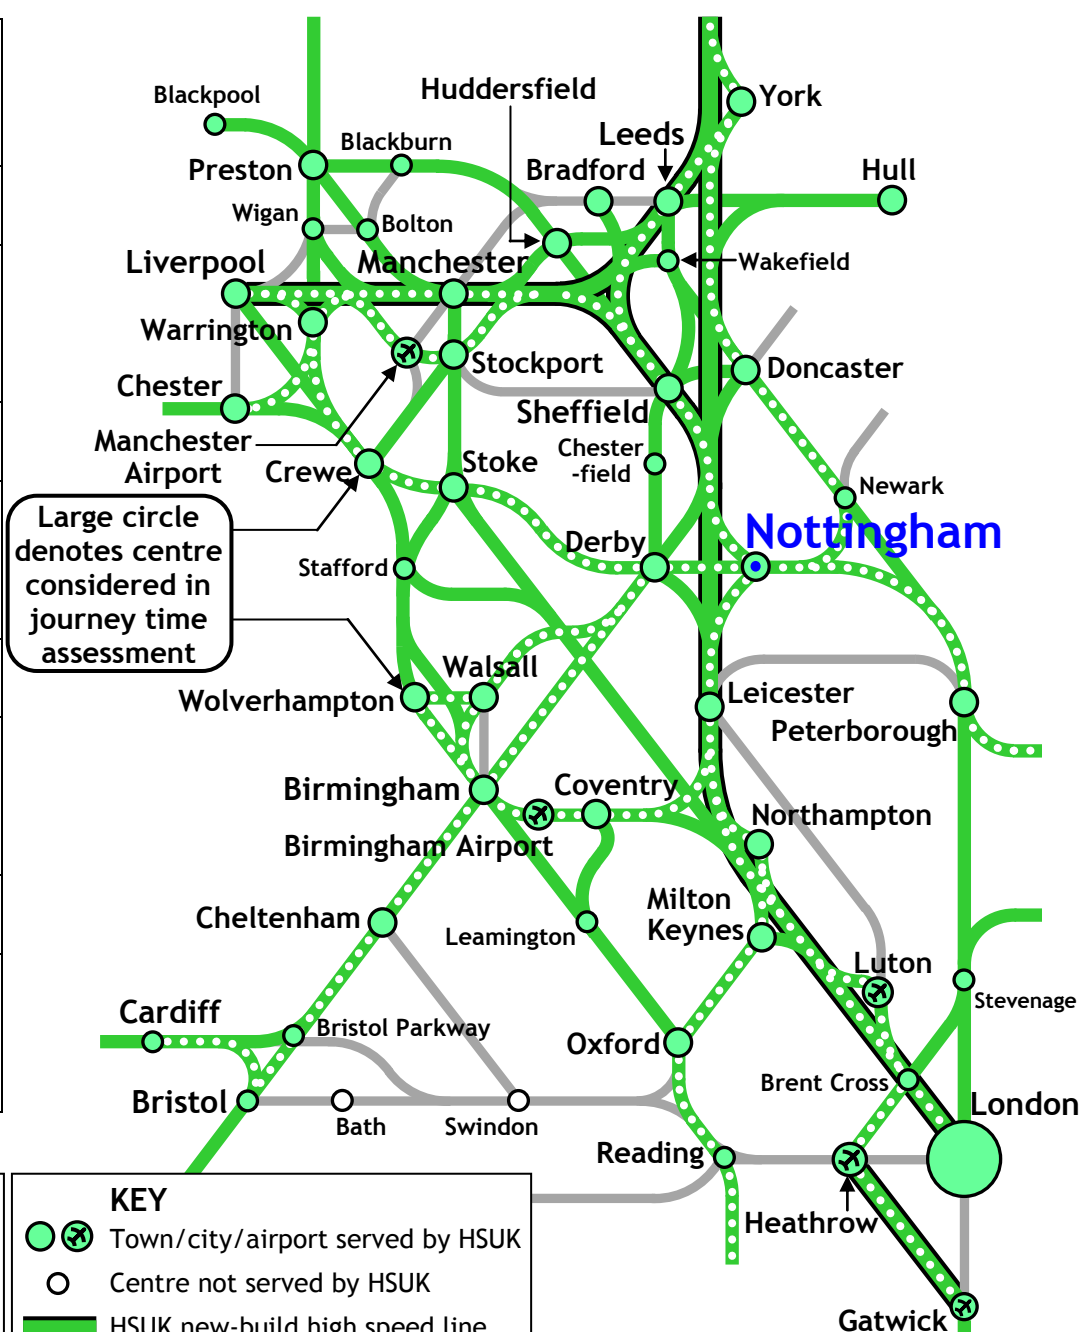 York
Huddersfield
Blackpool
Leeds
Blackburn
Bradford
Hull
Preston
Wigan
Bolton
Liverpool
Manchester
Wakefield
Warrington
Stockport
Doncaster
Chester
Sheffield
Manchester
Airport
Chester
-field
Crewe
Stoke
Newark
Large circle
denotes centre
considered in
journey time
assessment
Nottingham
Derby
Stafford
Walsall
Wolverhampton
Leicester
Peterborough
Birmingham
Coventry
Northampton
Birmingham Airport
Milton
Keynes
Cheltenham
Leamington
Luton
Stevenage
Cardiff
Bristol Parkway
Oxford
Brent Cross
Bristol
London
Bath
Swindon
Reading
Heathrow
Gatwick
KEY
Town/city/airport served by HSUK
Centre not served by HSUK
HSUK new-build high speed line